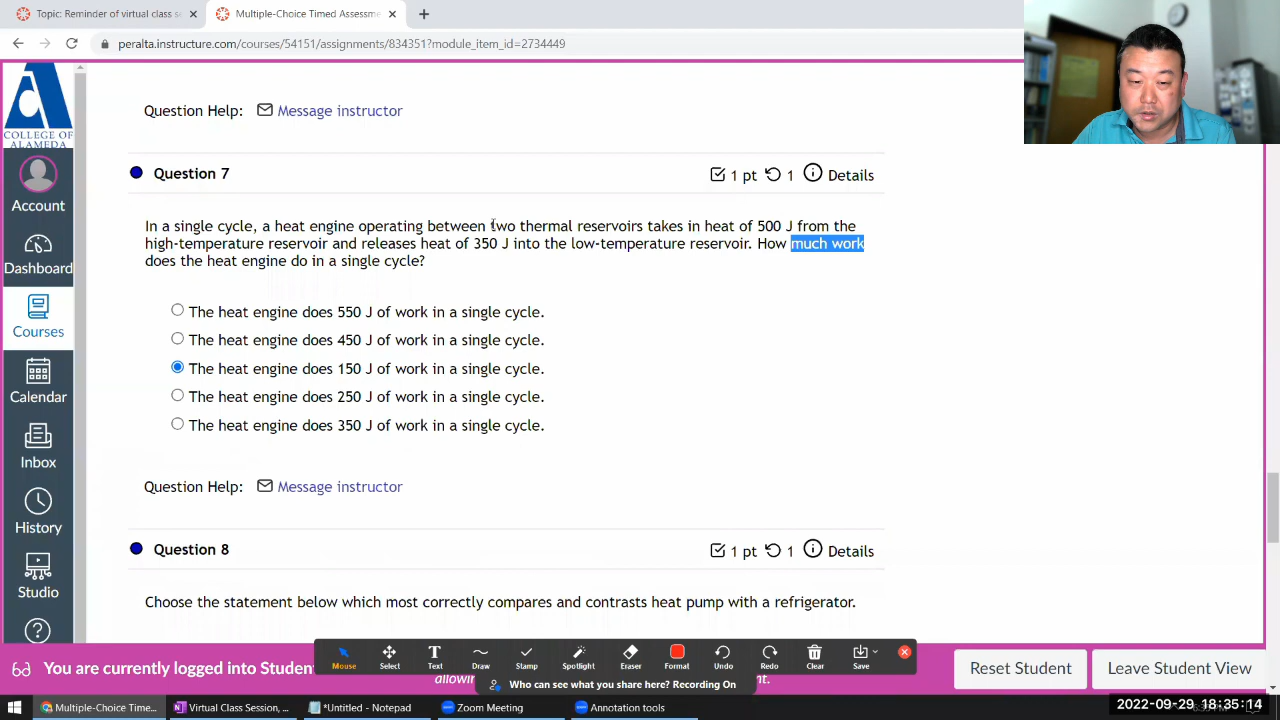 Topic: Reminder of virtual class se
Multiple-Choice Timed Assessme
peralta.instructure.com/courses/54151/assignments/834351?module_item_id=2734449
COLLEGE OF
ALAMEDA
Account
Dashboard
Courses
Calendar
Inbox
History
Studio
Question Help: Message instructor
Question 7
1 pt 1 Details
In a single cycle, a heat engine operating between two thermal reservoirs takes in heat of 500 J from the
high-temperature reservoir and releases heat of 350 J into the low-temperature reservoir. How much work
does the heat engine do in a single cycle?
The heat engine does 550 J of work in a single cycle.
The heat engine does 450 J of work in a single cycle.
The heat engine does 150 J of work in a single cycle.
The heat engine does 250 J of work in a single cycle.
The heat engine does 350 J of work in a single cycle.
Question Help: Message instructor
Question 8
1 pt 1 Details
Choose the statement below which most correctly compares and contrasts heat pump with a refrigerator.
Mouse Select Text Draw Stamp Spotlight Eraser Format Undo Redo Clear Save
Who can see what you share here? Recording On
You are currently logged into Studen
Reset Student
Leave Student View
Multiple-Choice Timed...
Virtual Class Session, ...
*Untitled - Notepad
Zoom Meeting
Annotation tools
2022-09-29 18:35:14